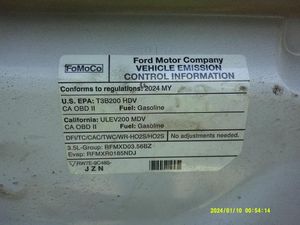 FoMoCo
Ford Motor Company
VEHICLE EMISSION
CONTROL INFORMATION
Conforms to regulations: 2024 MY
U.S. EPA: T3B200 HDV
CA OBD II Fuel: Gasoline
California: ULEV200 MDV
CA OBD II Fuel: Gasoline
DFI/TC/CAC/TWC/WR-HO2S/HO2S No adjustments needed.
3.5L-Group: RFMXD03.56BZ
Evap: RFMXR0185NDJ
RW7E-9C485-
J Z N
2024/01/10 00:54:14